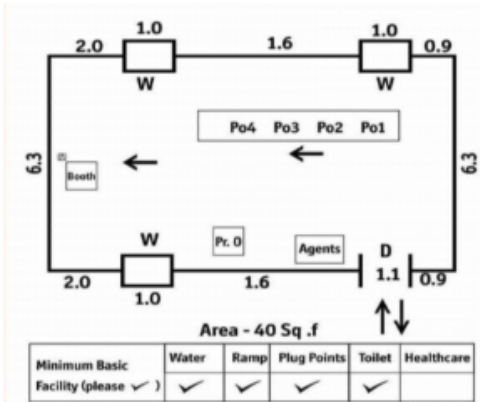 1.0 1.0
2.0 1.6 0.9
W W
Po4 Po3 Po2 Po1
6.3 6.3
Booth
W Pr. 0 Agents D
1.1
2.0 1.6 0.9
1.0
Area - 40 Sq .f
Minimum Basic Facility (please ✓ ) Water Ramp Plug Points Toilet Healthcare
✓ ✓ ✓ ✓